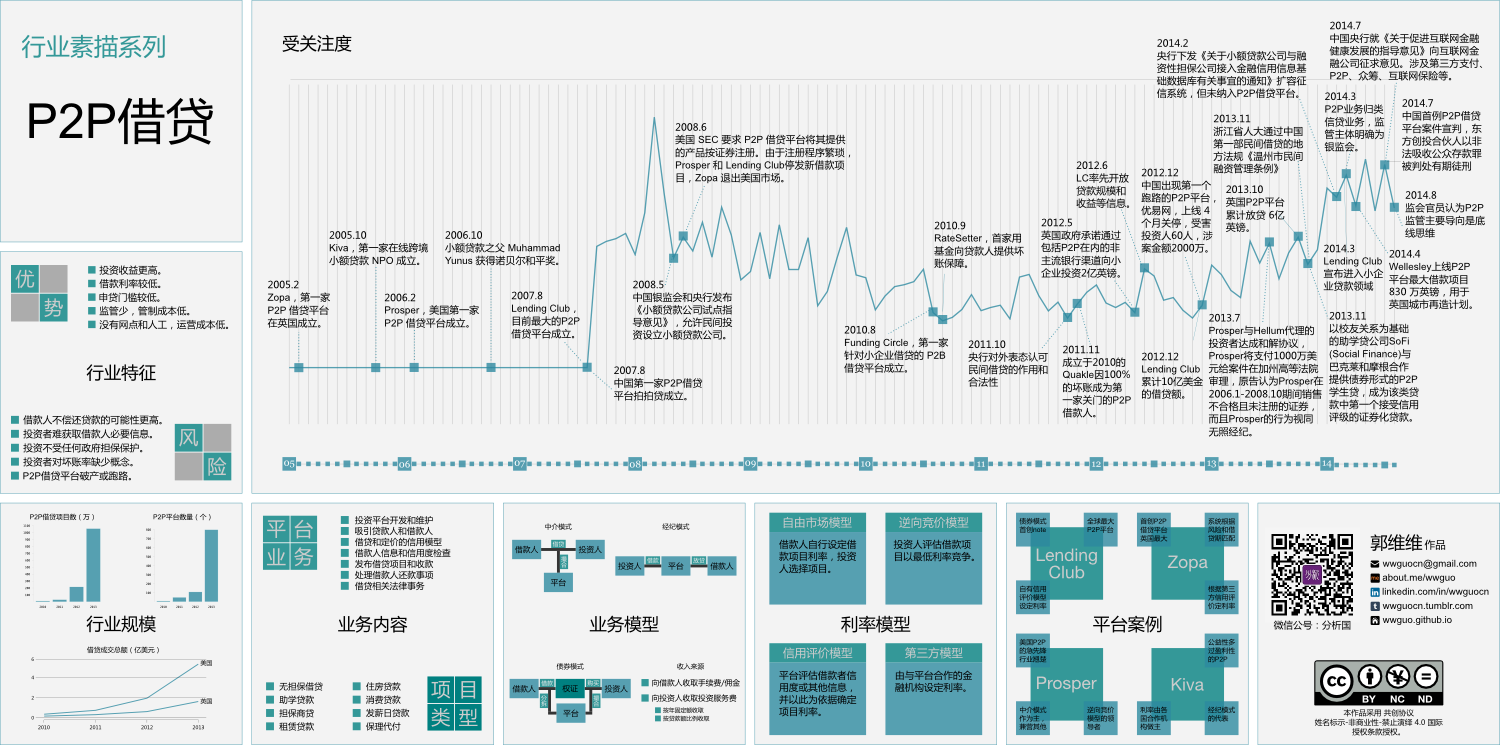 行业素描系列
P2P借贷
优
势
投资收益更高。
借款利率较低。
申贷门槛较低。
监管少，管制成本低。
没有网点和人工，运营成本低。
行业特征
借款人不偿还贷款的可能性更高。
投资者难获取借款人必要信息。
投资不受任何政府担保保护。
投资者对坏账率缺少概念。
P2P借贷平台破产或跑路。
风
险
受关注度
2005.2
Zopa，第一家
P2P 借贷平台
在英国成立。
2005.10
Kiva，第一家在线跨境
小额贷款 NPO 成立。
2006.2
Prosper，美国第一家
P2P 借贷平台成立。
2006.10
小额贷款之父 Muhammad
Yunus 获得诺贝尔和平奖。
2007.8
Lending Club，
目前最大的P2P
借贷平台成立。
2007.8
中国第一家P2P借贷
平台拍拍贷成立。
2008.5
中国银监会和央行发布
《小额贷款公司试点指
导意见》，允许民间投
资设立小额贷款公司。
2008.6
美国 SEC 要求 P2P 借贷平台将其提供
的产品按证券注册。由于注册程序繁琐，
Prosper 和 Lending Club停发新借款项
目，Zopa 退出美国市场。
2010.8
Funding Circle，第一家
针对小企业借贷的 P2B
借贷平台成立。
2010.9
RateSetter，首家用
基金向贷款人提供坏
账保障。
2011.10
央行对外表态认可
民间借贷的作用和
合法性
2011.11
成立于2010的
Quakle因100%
的坏账成为第
一家关门的P2P
借款人。
2012.5
英国政府承诺通过
包括P2P在内的非
主流银行渠道向小
企业投资2亿英镑。
2012.6
LC率先开放
贷款规模和
收益等信息。
2012.12
中国出现第一个
跑路的P2P平台，
优易网，上线 4
个月关停，受害
投资人60人，涉
案金额2000万。
2012.12
Lending Club
累计10亿美金
的借贷额。
2013.7
Prosper与Hellum代理的
投资者达成和解协议，
Prosper将支付1000万美
元给案件在加州高等法院
审理，原告认为Prosper在
2006.1-2008.10期间销售
不合格且未注册的证券，
而且Prosper的行为视同
无照经纪。
2013.10
英国P2P平台
累计放贷 6亿
英镑。
2013.11
浙江省人大通过中国
第一部民间借贷的地
方法规《温州市民间
融资管理条例》
2013.11
以校友关系为基础
的助学贷公司SoFi
(Social Finance)与
巴克莱和摩根合作
提供债券形式的P2P
学生贷，成为该类贷
款中第一个接受信用
评级的证券化贷款。
2014.2
央行下发《关于小额贷款公司与融
资性担保公司接入金融信用信息基
础数据库有关事宜的通知》扩容征
信系统，但未纳入P2P借贷平台。
2014.3
P2P业务归类
信贷业务，监
管主体明确为
银监会。
2014.3
Lending Club
宣布进入小企
业贷款领域
2014.4
Wellesley上线P2P
平台最大借款项目
830 万英镑，用于
英国城市再造计划。
2014.7
中国央行就《关于促进互联网金融
健康发展的指导意见》向互联网金
融公司征求意见。涉及第三方支付、
P2P、众筹、互联网保险等。
2014.7
中国首例P2P借贷
平台案件宣判，东
方创投合伙人以非
法吸收公众存款罪
被判处有期徒刑
2014.8
监会官员认为P2P
监管主要导向是底
线思维
05 06 07 08 09 10 11 12 13 14
P2P借贷项目数（万）
P2P平台数量（个）
2010 2011 2012 2013
2010 2011 2012 2013
行业规模
借贷成交总额（亿美元）
6
4
2
0
美国
英国
2010 2011 2012 2013
平台
业务
投资平台开发和维护
吸引贷款人和借款人
借贷和定价的信用模型
借款人信息和信用度检查
发布借贷项目和收款
处理借款人还款事项
借贷相关法律事务
业务内容
无担保借贷
助学贷款
担保商贷
租赁贷款
住房贷款
消费贷款
发薪日贷款
保理代付
项目
类型
中介模式
借款人
投资人
平台
经纪模式
投资人
平台
借款人
业务模型
债券模式
借款人
权证
投资人
平台
收入来源
向借款人收取手续费/佣金
向投资人收取投资服务费
按年固定额收取
按贷款额比例收取
自由市场模型
借款人自行设定借
款项目利率，投资
人选择项目。
逆向竞价模型
投资人评估借款项
目以最低利率竞争。
利率模型
信用评价模型
平台评估借款者信
用度或其他信息，
并以此为依据确定
项目利率。
第三方模型
由与平台合作的金
融机构设定利率。
债券模式
首创note
全球最大
P2P平台
Lending
Club
自有信用
评价模型
设定利率
首创P2P
借贷平台
英国最大
系统根据
风险和借
贷期匹配
Zopa
根据第三
方信用评
价定利率
平台案例
美国P2P
的急先锋
行业翘楚
Prosper
中介模式
作为主，
兼营其他
逆向竞价
模型的领
导者
公益性多
过盈利性
的P2P
Kiva
利率由各
国合作机
构做主
经纪模式
的代表
微信公号：分析国
郭维维作品
wwguocn@gmail.com
about.me/wwguo
linkedin.com/in/wwguocn
wwguocn.tumblr.com
wwguo.github.io
cc
BY NC ND
本作品采用 共创协议
姓名标示-非商业性-禁止演绎 4.0 国际
授权条款授权。